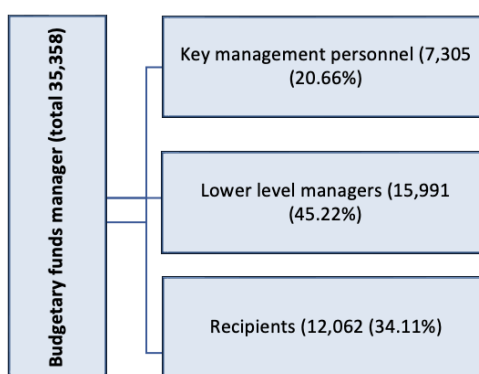 Budgetary funds manager (total 35,358)
Key management personnel (7,305
(20.66%)
Lower level managers (15,991
(45.22%)
Recipients (12,062 (34.11%)